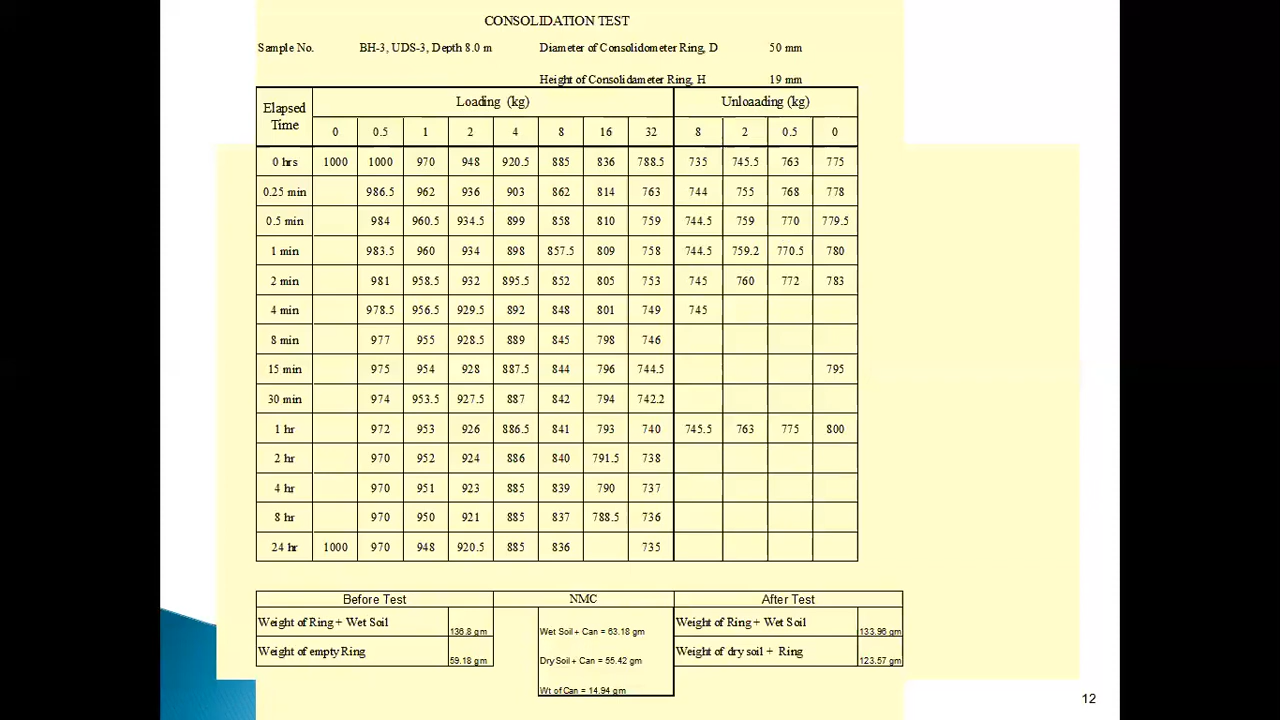 CONSOLIDATION TEST
Sample No. BH-3, UDS-3, Depth 8.0 m Diameter of Consolidometer Ring, D 50 mm
Height of Consolidameter Ring, H 19 mm
Elapsed Time Loading (kg) Unloaading (kg)
0 0.5 1 2 4 8 16 32 8 2 0.5 0
0 hrs 1000 1000 970 948 920.5 885 836 788.5 735 745.5 763 775
0.25 min 986.5 962 936 903 862 814 763 744 755 768 778
0.5 min 984 960.5 934.5 899 858 810 759 744.5 759 770 779.5
1 min 983.5 960 934 898 857.5 809 758 744.5 759.2 770.5 780
2 min 981 958.5 932 895.5 852 805 753 745 760 772 783
4 min 978.5 956.5 929.5 892 848 801 749 745
8 min 977 955 928.5 889 845 798 746
15 min 975 954 928 887.5 844 796 744.5 795
30 min 974 953.5 927.5 887 842 794 742.2
1 hr 972 953 926 886.5 841 793 740 745.5 763 775 800
2 hr 970 952 924 886 840 791.5 738
4 hr 970 951 923 885 839 790 737
8 hr 970 950 921 885 837 788.5 736
24 hr 1000 970 948 920.5 885 836 735
Before Test NMC After Test
Weight of Ring + Wet Soil 136.8 gm Wet Soil + Can = 63.18 gm Weight of Ring + Wet Soil 133.96 gm
Weight of empty Ring 59.18 gm Dry Soil + Can = 55.42 gm Weight of dry soil + Ring 123.57 gm
Wt of Can = 14.94 gm
12